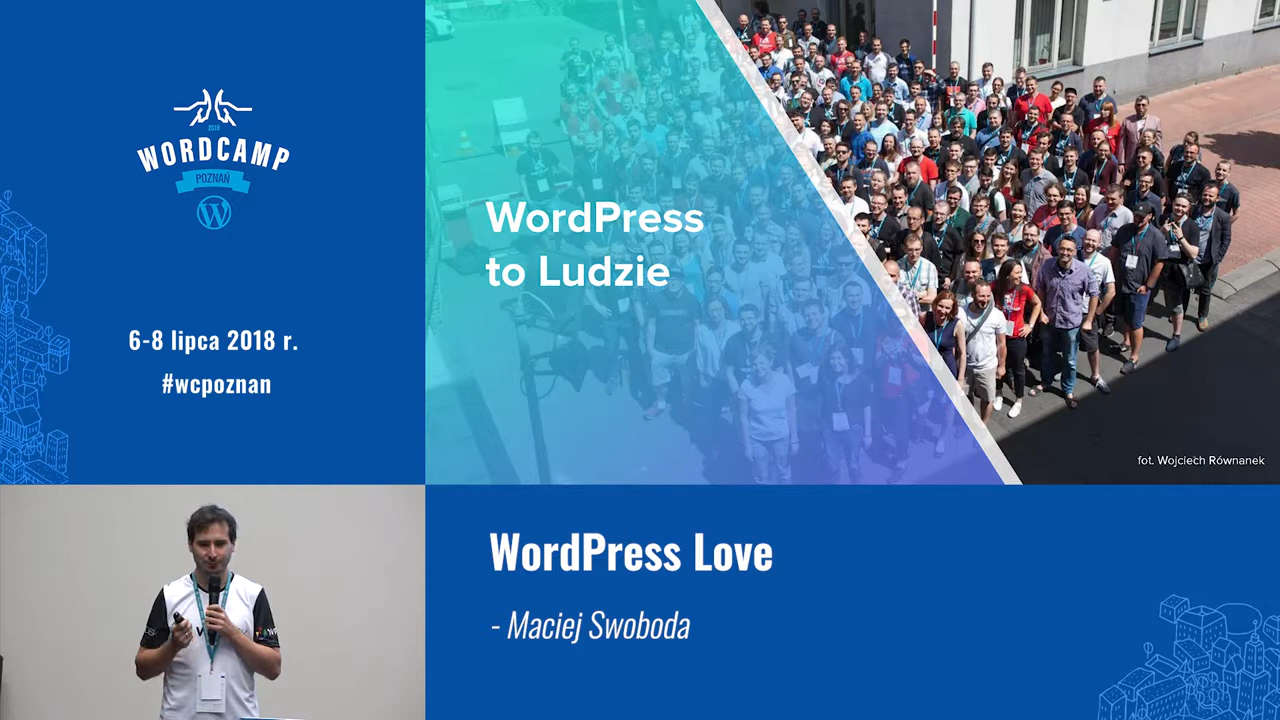 2018
WORDCAMP
POZNAŃ
6-8 lipca 2018 r.
#wcpoznan
WordPress
to Ludzie
fot. Wojciech Równanek
WordPress Love
- Maciej Swoboda